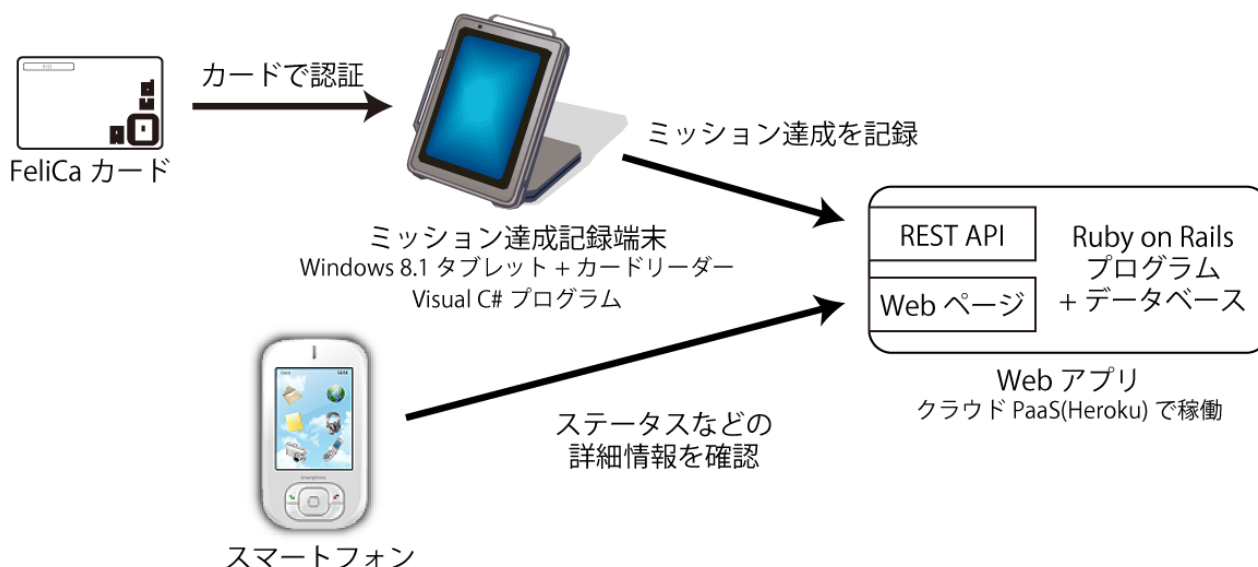 カードで認証
FeliCa カード
ミッション達成を記録
ミッション達成記録端末
Windows 8.1 タブレット + カードリーダー
Visual C# プログラム
REST API
Web ページ
Ruby on Rails
プログラム
+ データベース
Web アプリ
クラウド PaaS(Heroku) で稼働
ステータスなどの
詳細情報を確認
スマートフォン